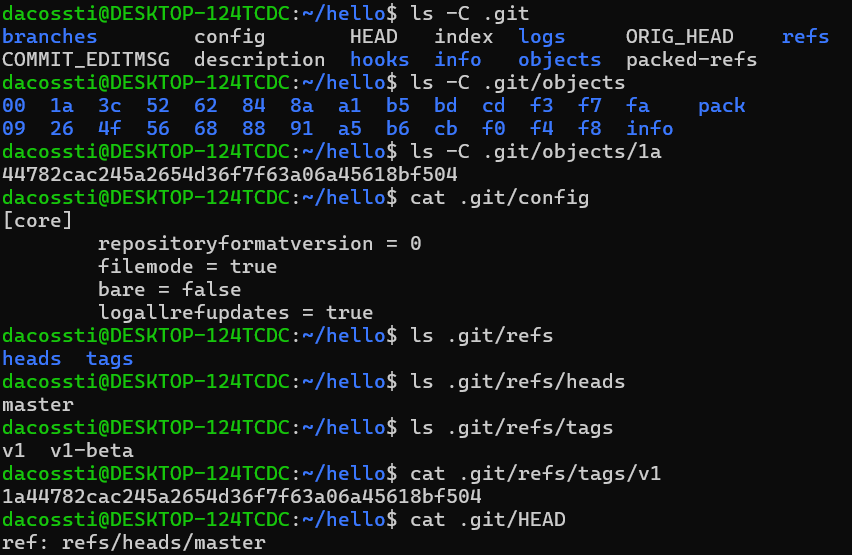 dacossti@DESKTOP-124TCDC:~/hello$ ls -C .git
branches        config       HEAD   index  logs     ORIG_HEAD    refs
COMMIT_EDITMSG  description  hooks  info   objects  packed-refs
dacossti@DESKTOP-124TCDC:~/hello$ ls -C .git/objects
00  1a  3c  52  62  84  8a  a1  b5  bd  cd  f3  f7  fa    pack
09  26  4f  56  68  88  91  a5  b6  cb  f0  f4  f8  info
dacossti@DESKTOP-124TCDC:~/hello$ ls -C .git/objects/1a
44782cac245a2654d36f7f63a06a45618bf504
dacossti@DESKTOP-124TCDC:~/hello$ cat .git/config
[core]
        repositoryformatversion = 0
        filemode = true
        bare = false
        logallrefupdates = true
dacossti@DESKTOP-124TCDC:~/hello$ ls .git/refs
heads  tags
dacossti@DESKTOP-124TCDC:~/hello$ ls .git/refs/heads
master
dacossti@DESKTOP-124TCDC:~/hello$ ls .git/refs/tags
v1  v1-beta
dacossti@DESKTOP-124TCDC:~/hello$ cat .git/refs/tags/v1
1a44782cac245a2654d36f7f63a06a45618bf504
dacossti@DESKTOP-124TCDC:~/hello$ cat .git/HEAD
ref: refs/heads/master